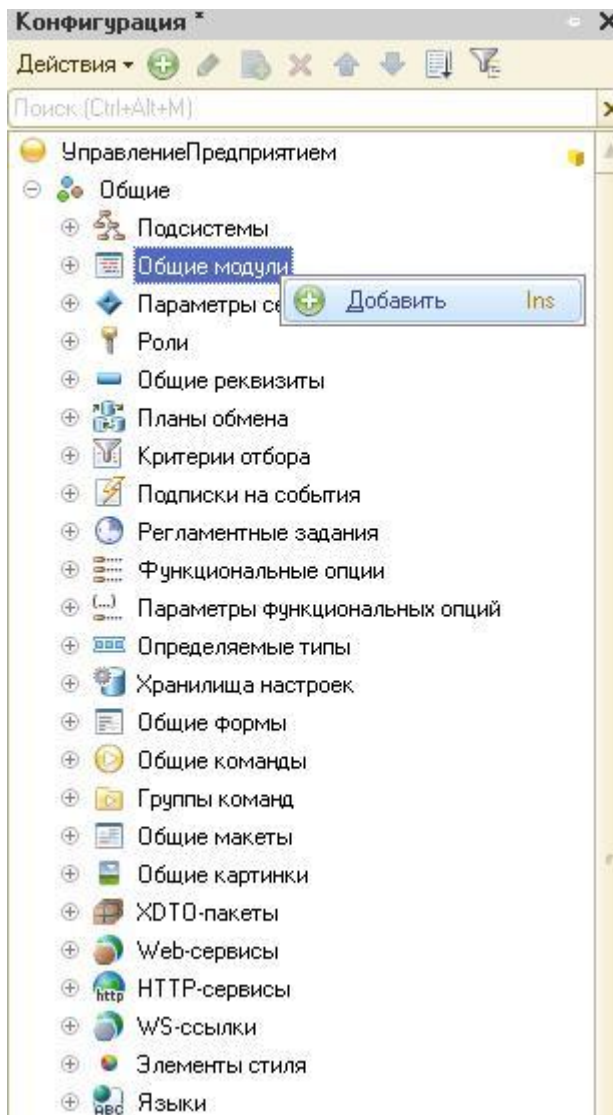 Конфигурация *
Действия
Поиск (Ctrl+Alt+M)
УправлениеПредприятием
Общие
Подсистемы
Общие модули
Добавить Ins
Параметры се
Роли
Общие реквизиты
Планы обмена
Критерии отбора
Подписки на события
Регламентные задания
Функциональные опции
Параметры функциональных опций
Определяемые типы
Хранилища настроек
Общие формы
Общие команды
Группы команд
Общие макеты
Общие картинки
XDTO-пакеты
Web-сервисы
http HTTP-сервисы
WS-ссылки
Элементы стиля
ABC Языки